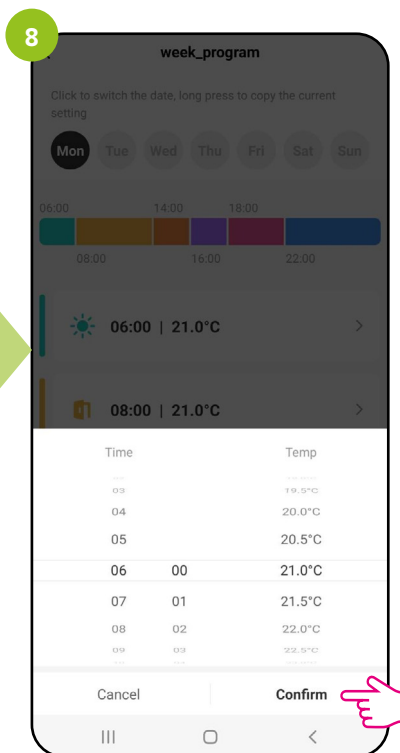 8
week_program
Click to switch the date, long press to copy the current
setting
Mon Tue Wed Thu Fri Sat Sun
06:00 14:00 18:00
08:00 16:00 22:00
06:00 | 21.0°C
08:00 | 21.0°C
Time Temp
03 19.5°C
04 20.0°C
05 20.5°C
06 00 21.0°C
07 01 21.5°C
08 02 22.0°C
09 03 22.5°C
Cancel Confirm